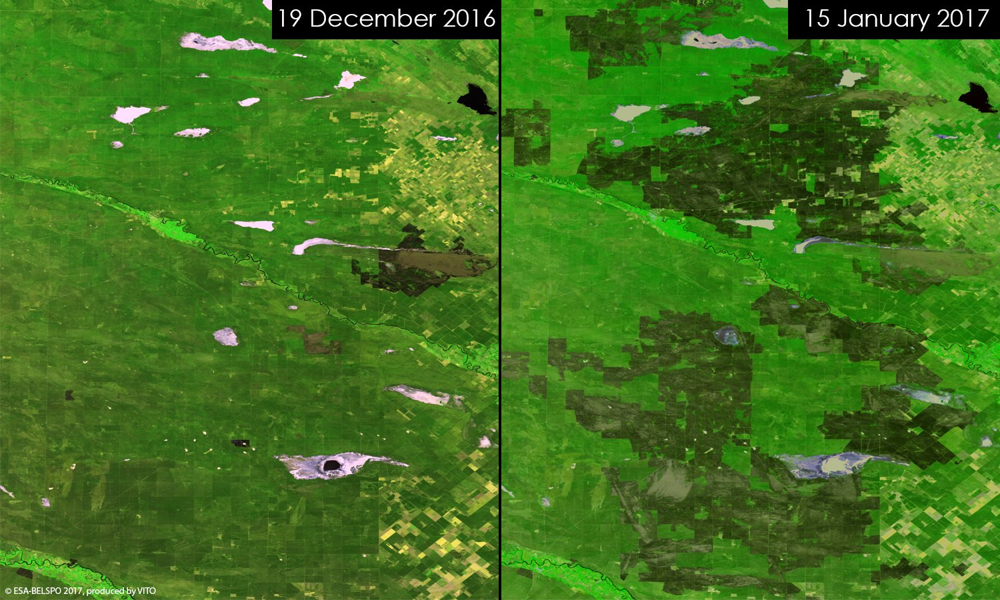 19 December 2016
15 January 2017
© ESA-BELSPO 2017, produced by VITO